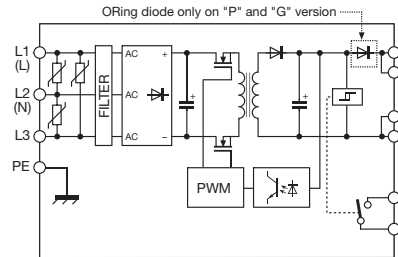 ORing diode only on "P" and "G" version
L1
(L)
L2
(N)
L3
PE
FILTER
AC
AC
AC
+
−
+
+
PWM